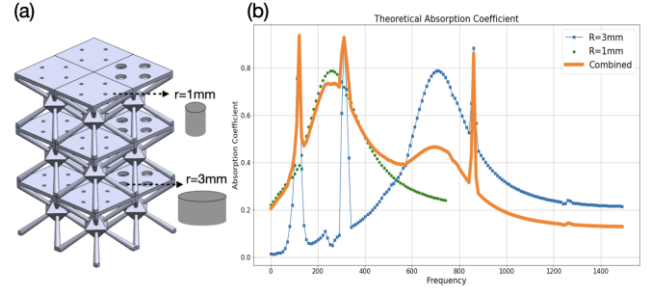 (a)
r=1mm
r=3mm
(b)
Theoretical Absorption Coefficient
R=3mm
R=1mm
Combined
Absorption Coefficient
0.8
0.6
0.4
0.2
0.0
0 200 400 600 800 1000 1200 1400
Frequency